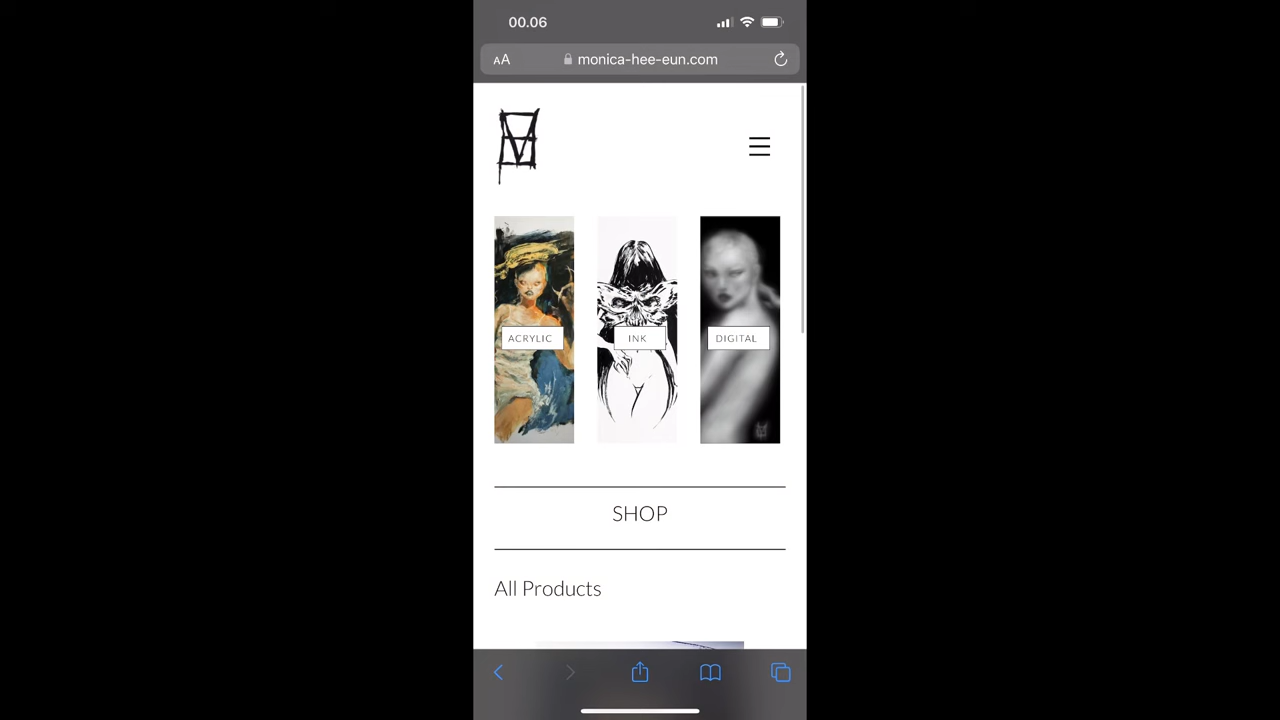 00.06
AA monica-hee-eun.com
ACRYLIC
INK
DIGITAL
SHOP
All Products